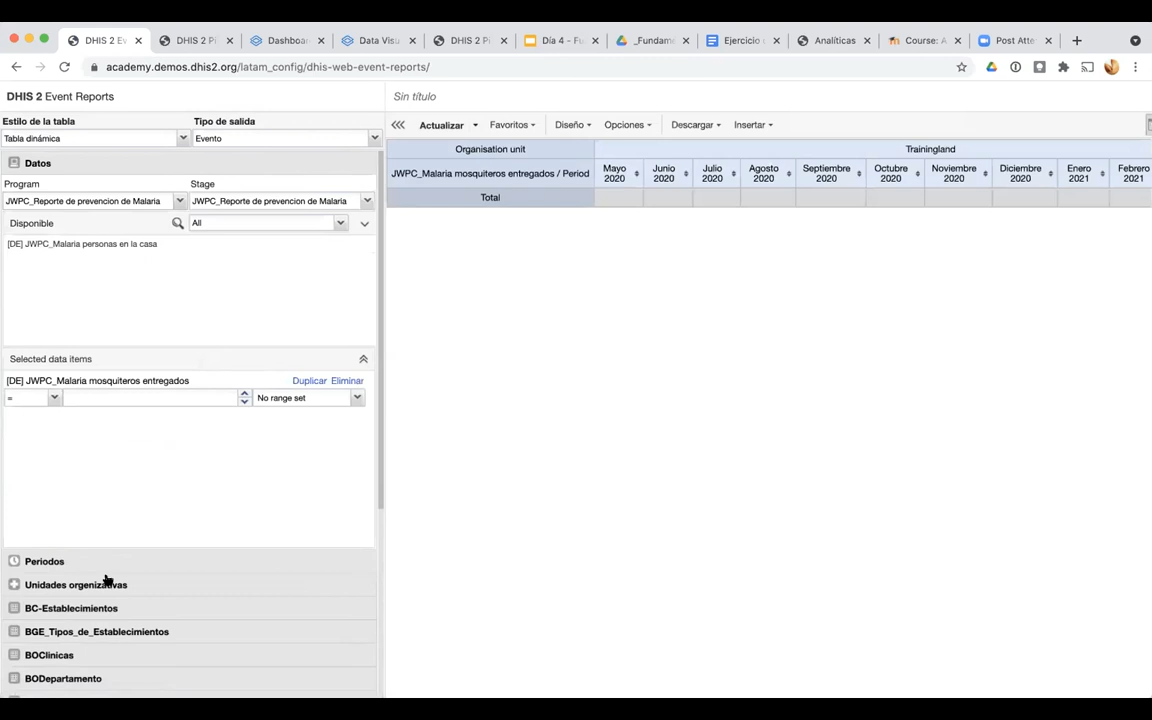 DHIS 2 Ev
DHIS 2 Pi
Dashboar
Data Visu
DHIS 2 Pi
Día 4 - Fu
_Fundam
Ejercicio
Analíticas
Course: A
Post Atte
academy.demos.dhis2.org/latam_config/dhis-web-event-reports/
DHIS 2 Event Reports
Sin título
Estilo de la tabla
Tipo de salida
Tabla dinámica
Evento
Actualizar
Favoritos
Diseño
Opciones
Descargar
Insertar
Datos
Organisation unit
Trainingland
JWPC_Malaria mosquiteros entregados / Period
Mayo 2020
Junio 2020
Julio 2020
Agosto 2020
Septiembre 2020
Octubre 2020
Noviembre 2020
Diciembre 2020
Enero 2021
Febrero 2021
Total
Program
Stage
JWPC_Reporte de prevencion de Malaria
JWPC_Reporte de prevencion de Malaria
Disponible
All
[DE] JWPC_Malaria personas en la casa
Selected data items
[DE] JWPC_Malaria mosquiteros entregados
Duplicar
Eliminar
=
No range set
Periodos
Unidades organizativas
BC-Establecimientos
BGE_Tipos_de_Establecimientos
BOClinicas
BODepartamento